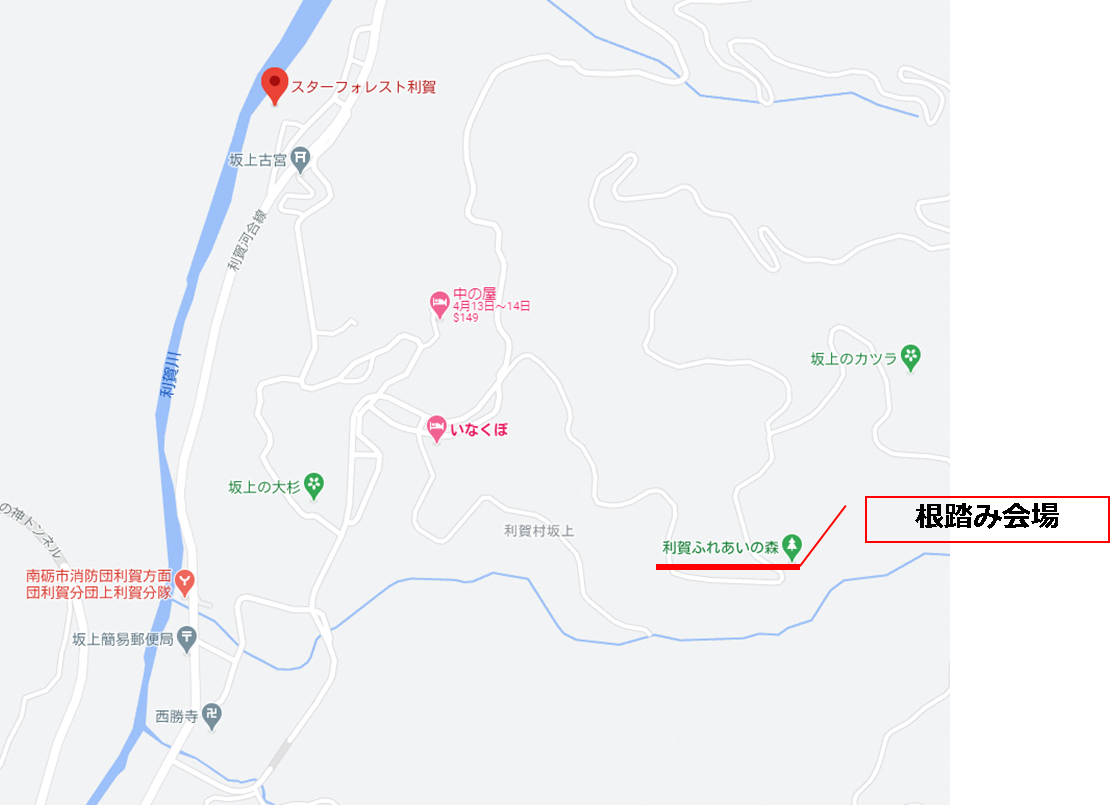 スターフォレスト利賀
坂上古宮
利賀河合線
中の屋
4月13日~14日
$149
利賀川
坂上のカツラ
いなくぼ
坂上の大杉
の神トンネル
利賀村坂上
根踏み会場
利賀ふれあいの森
南砺市消防団利賀方面
団利賀分団上利賀分隊
坂上簡易郵便局
西勝寺